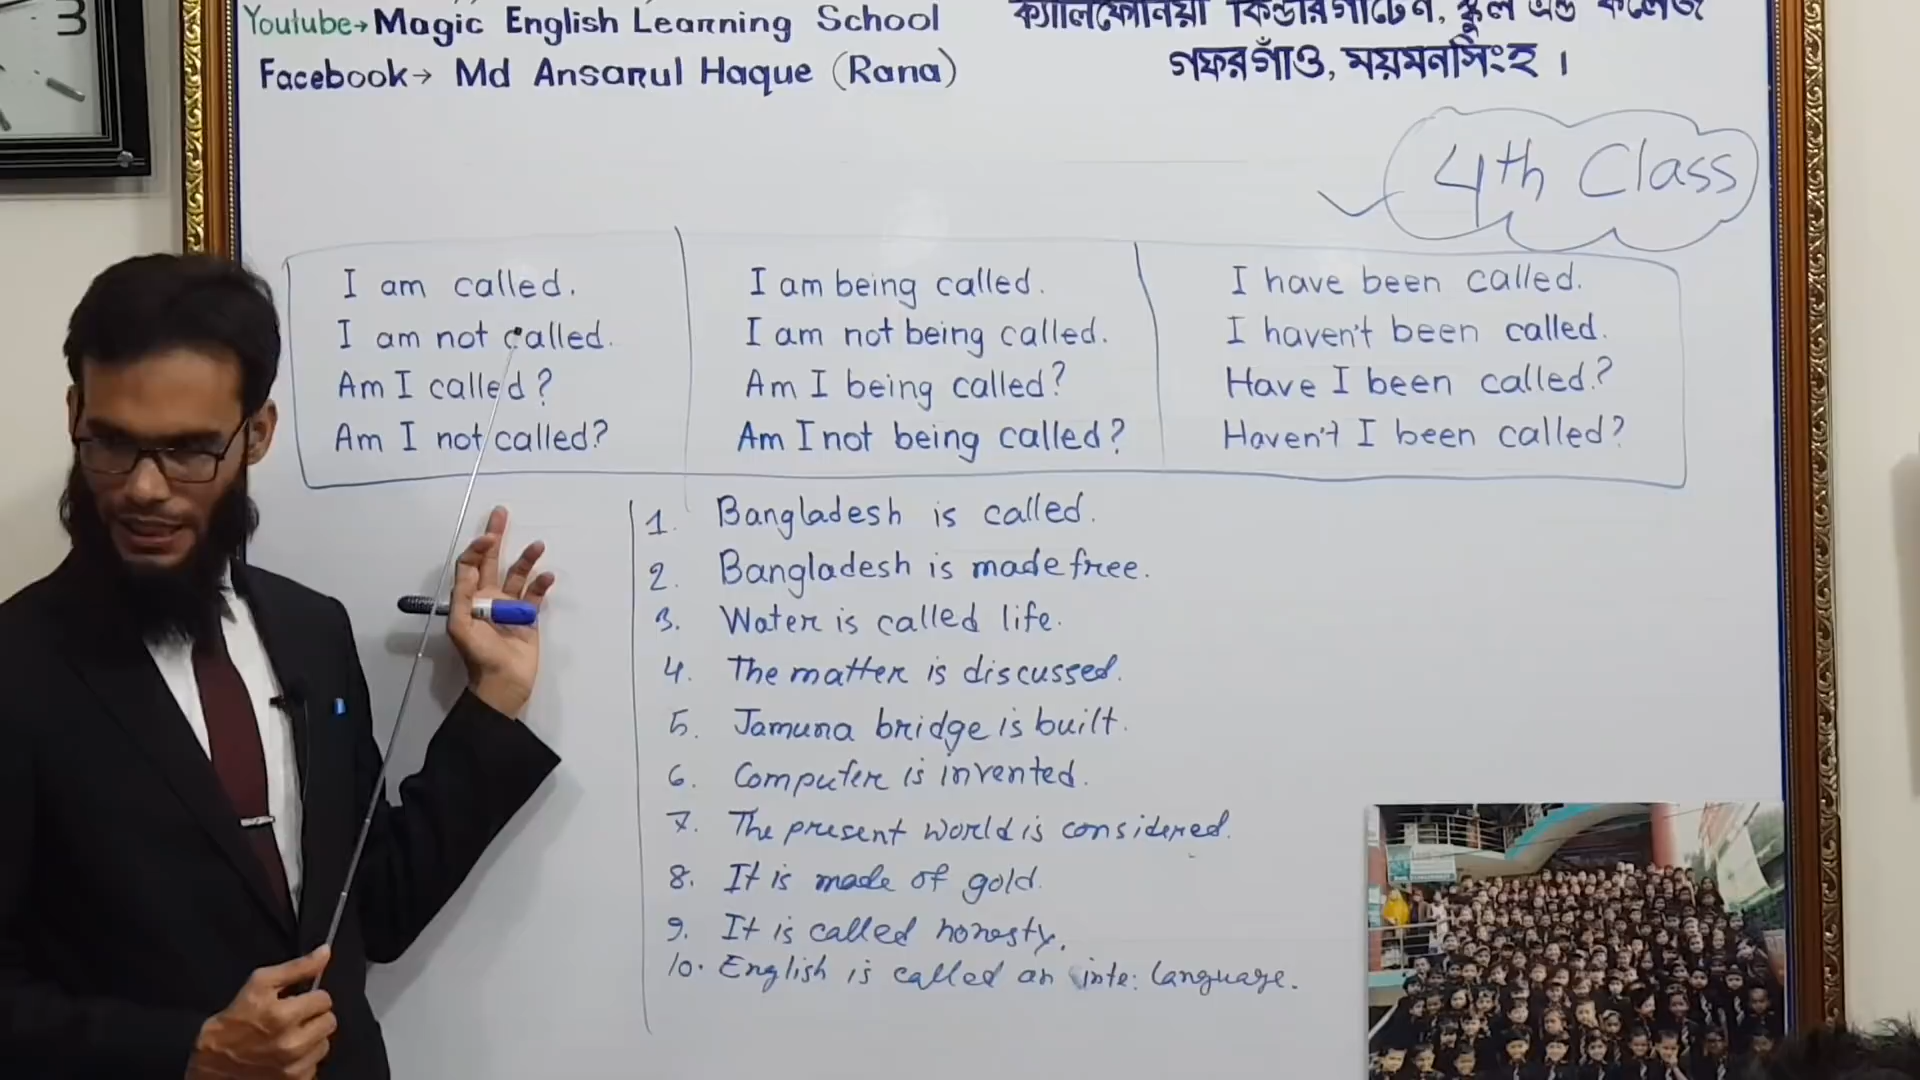 Youtube→ Magic English Learning School
Facebook→ Md Ansarul Haque (Rana)
ক্যালিফোর্নিয়া কিন্ডারগার্টেন, স্কুল এন্ড কলেজ
গফরগাঁও, ময়মনসিংহ।
3
4th Class
I am called.
I am not called.
Am I called?
Am I not called?
I am being called.
I am not being called.
Am I being called?
Am I not being called?
I have been called.
I haven't been called.
Have I been called?
Haven't I been called?
1. Bangladesh is called.
2. Bangladesh is made free.
3. Water is called life.
4. The matter is discussed.
5. Jamuna bridge is built.
6. Computer is invented.
7. The present world is considered.
8. It is made of gold.
9. It is called honesty.
10. English is called an inte: language.